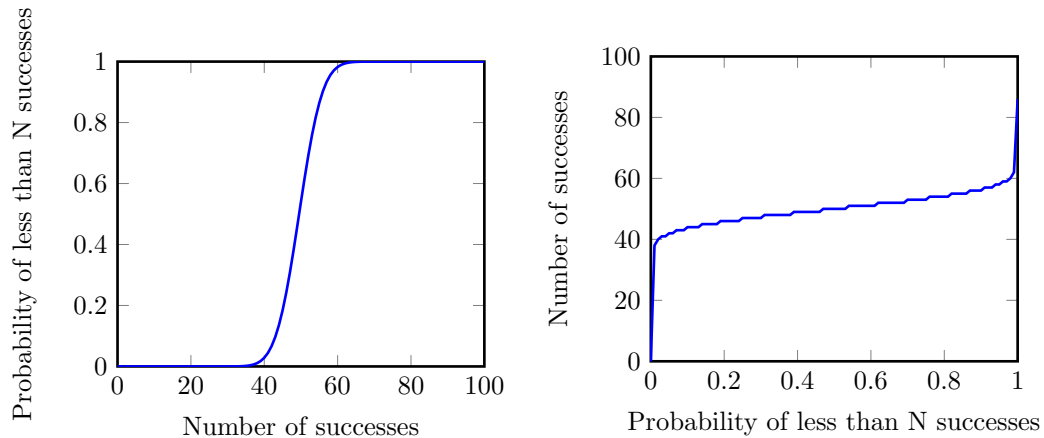 Probability of less than N successes
1
0.8
0.6
0.4
0.2
0
0 20 40 60 80 100
Number of successes
Number of successes
100
80
60
40
20
0
0 0.2 0.4 0.6 0.8 1
Probability of less than N successes